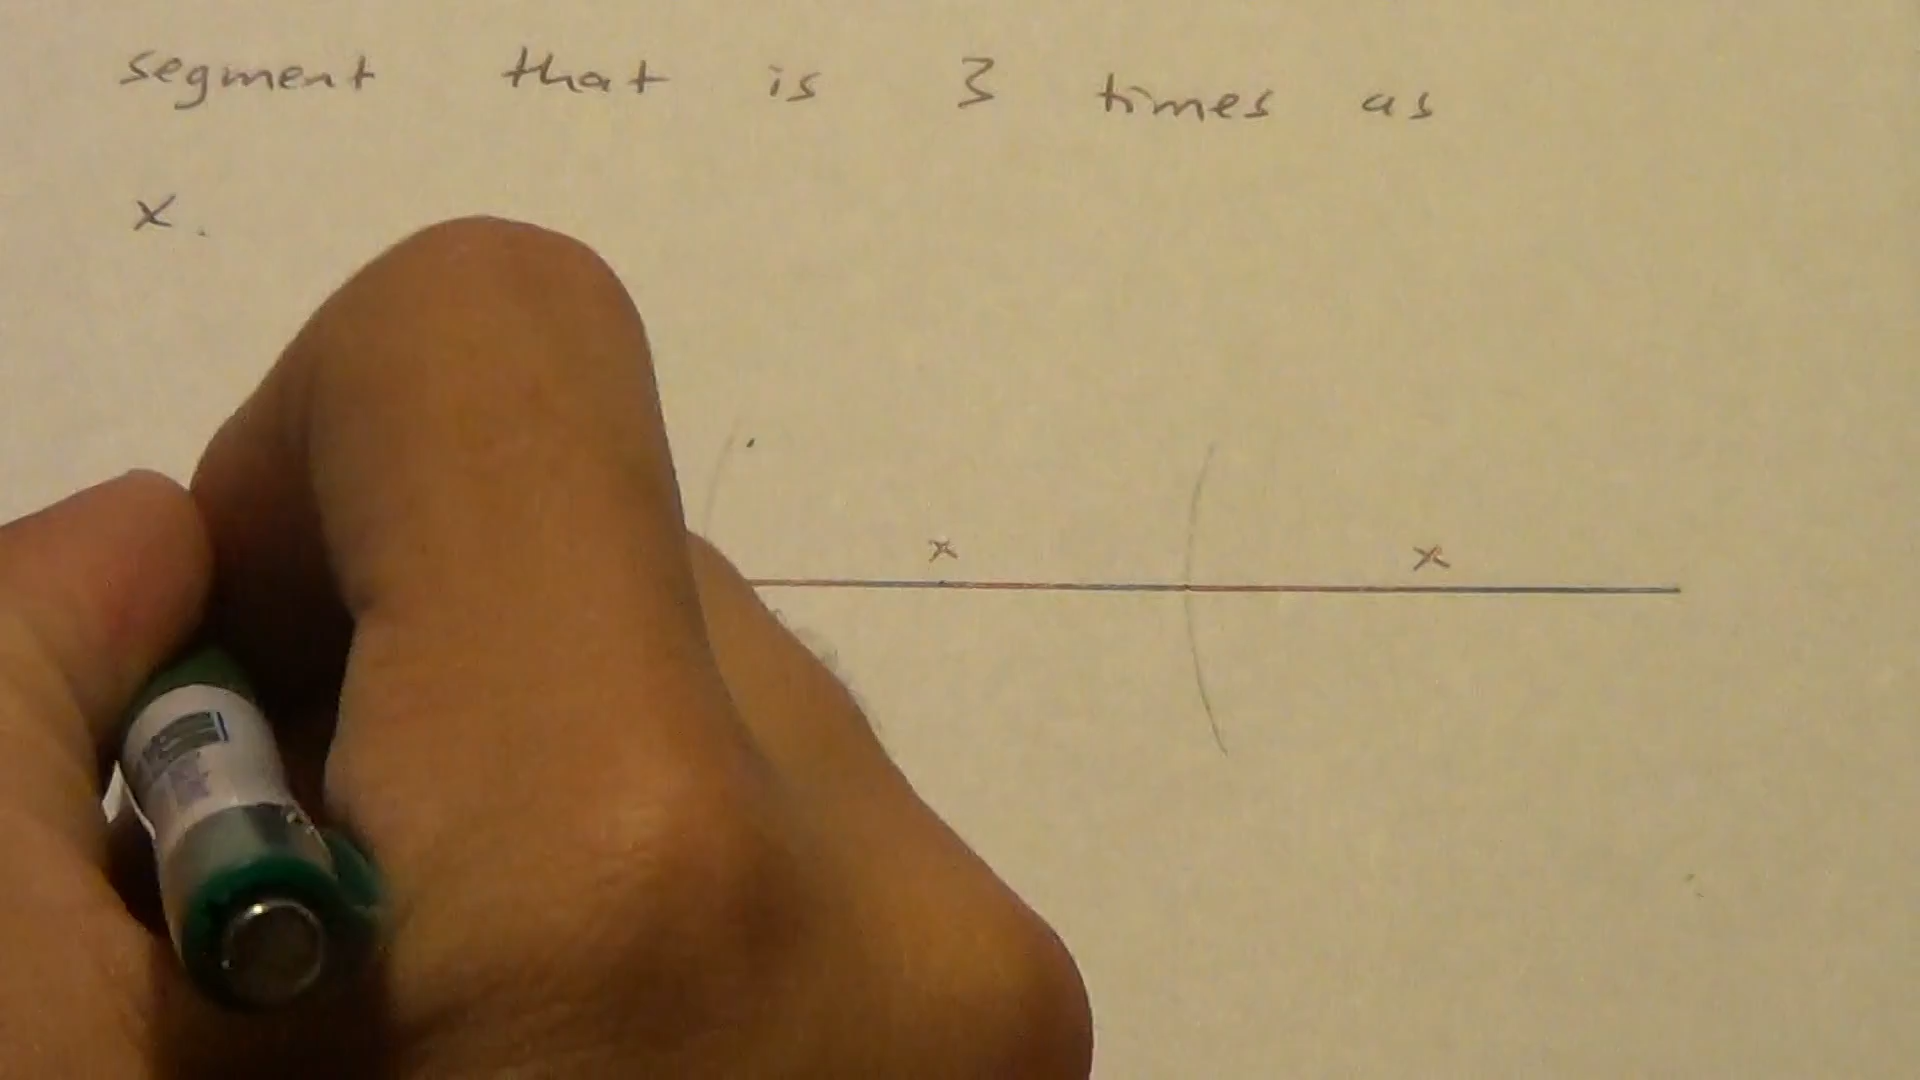 segment that is 3 times as
x.
x x